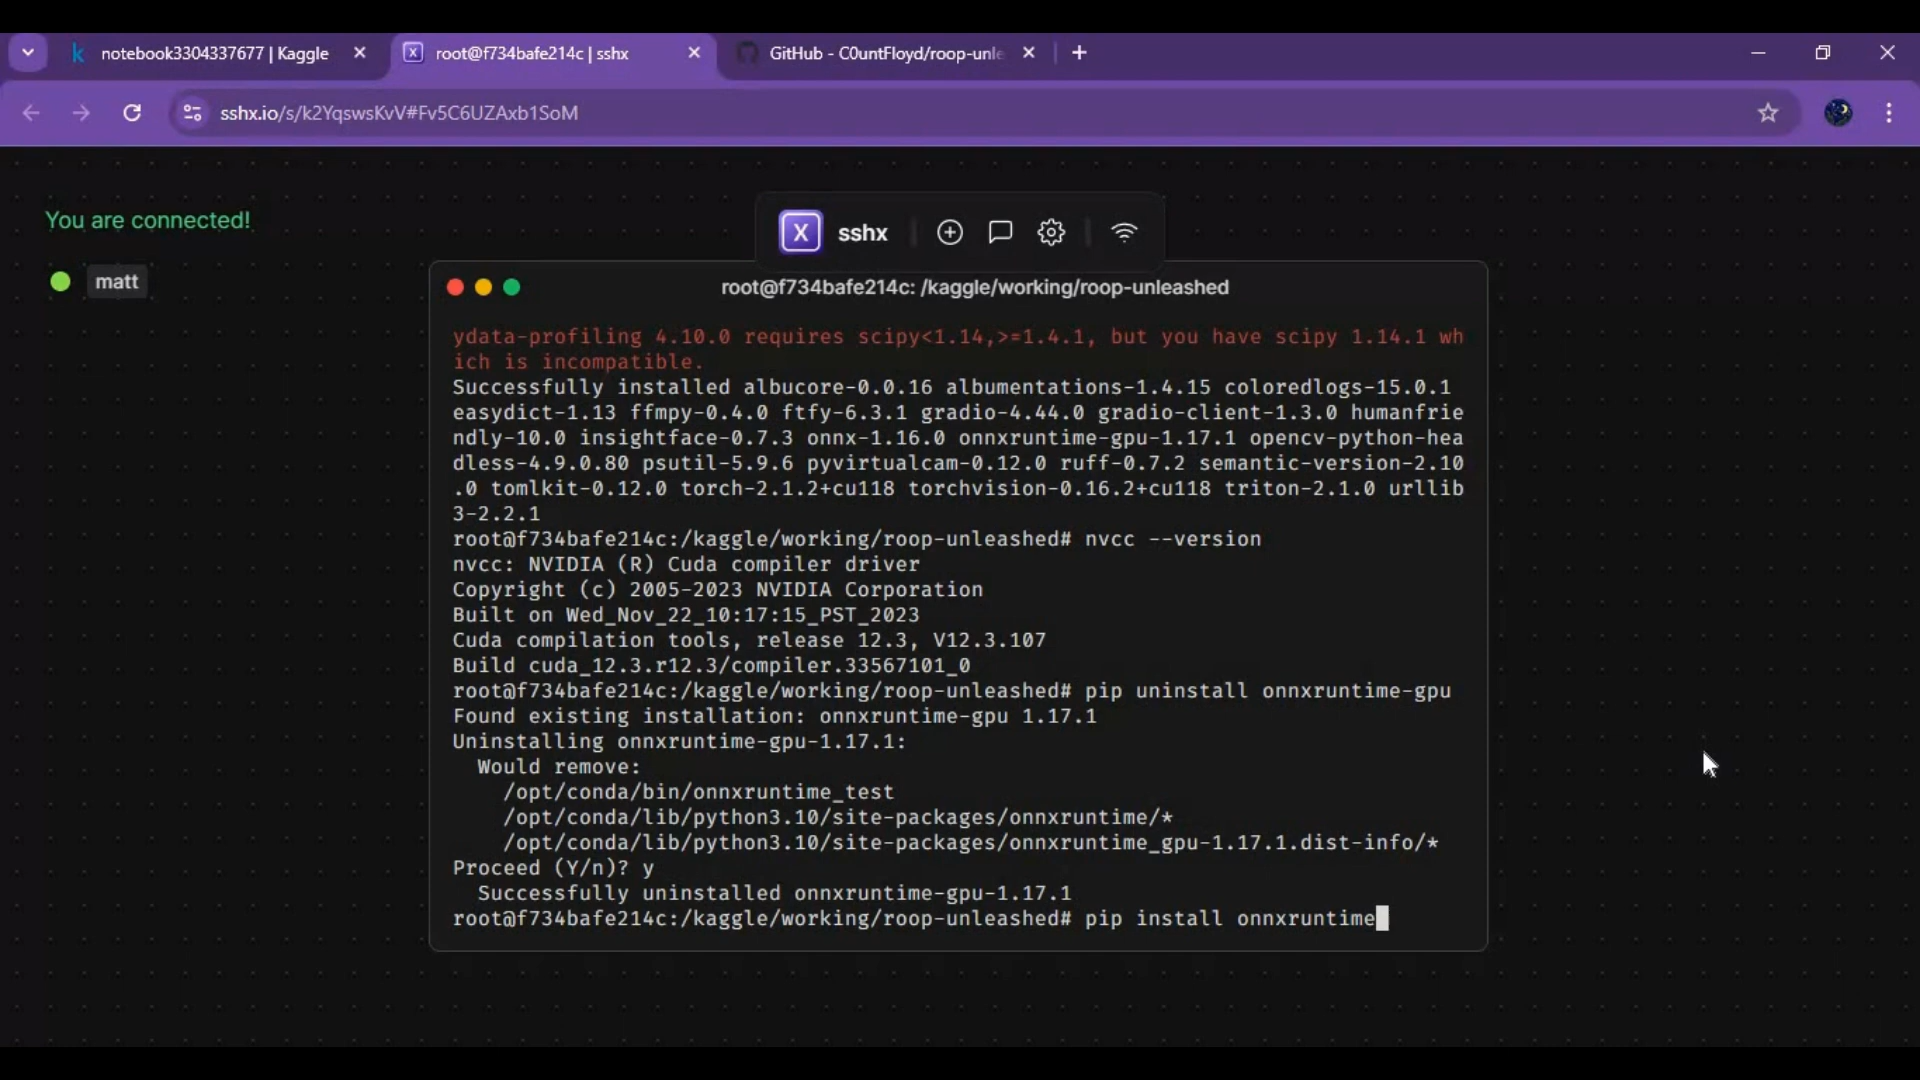 notebook3304337677 | Kaggle
root@f734bafe214c | sshx
GitHub - C0untFloyd/roop-unle
sshx.io/s/k2YqswsKvV#Fv5C6UZAxb1SoM
You are connected!
X sshx
matt
root@f734bafe214c: /kaggle/working/roop-unleashed
ydata-profiling 4.10.0 requires scipy<1.14,>=1.4.1, but you have scipy 1.14.1 wh
ich is incompatible.
Successfully installed albucore-0.0.16 albumentations-1.4.15 coloredlogs-15.0.1
easydict-1.13 ffmpy-0.4.0 ftfy-6.3.1 gradio-4.44.0 gradio-client-1.3.0 humanfrie
ndly-10.0 insightface-0.7.3 onnx-1.16.0 onnxruntime-gpu-1.17.1 opencv-python-hea
dless-4.9.0.80 psutil-5.9.6 pyvirtualcam-0.12.0 ruff-0.7.2 semantic-version-2.10
.0 tomlkit-0.12.0 torch-2.1.2+cu118 torchvision-0.16.2+cu118 triton-2.1.0 urllib
3-2.2.1
root@f734bafe214c:/kaggle/working/roop-unleashed# nvcc --version
nvcc: NVIDIA (R) Cuda compiler driver
Copyright (c) 2005-2023 NVIDIA Corporation
Built on Wed_Nov_22_10:17:15_PST_2023
Cuda compilation tools, release 12.3, V12.3.107
Build cuda_12.3.r12.3/compiler.33567101_0
root@f734bafe214c:/kaggle/working/roop-unleashed# pip uninstall onnxruntime-gpu
Found existing installation: onnxruntime-gpu 1.17.1
Uninstalling onnxruntime-gpu-1.17.1:
Would remove:
/opt/conda/bin/onnxruntime_test
/opt/conda/lib/python3.10/site-packages/onnxruntime/*
/opt/conda/lib/python3.10/site-packages/onnxruntime_gpu-1.17.1.dist-info/*
Proceed (Y/n)? y
Successfully uninstalled onnxruntime-gpu-1.17.1
root@f734bafe214c:/kaggle/working/roop-unleashed# pip install onnxruntime